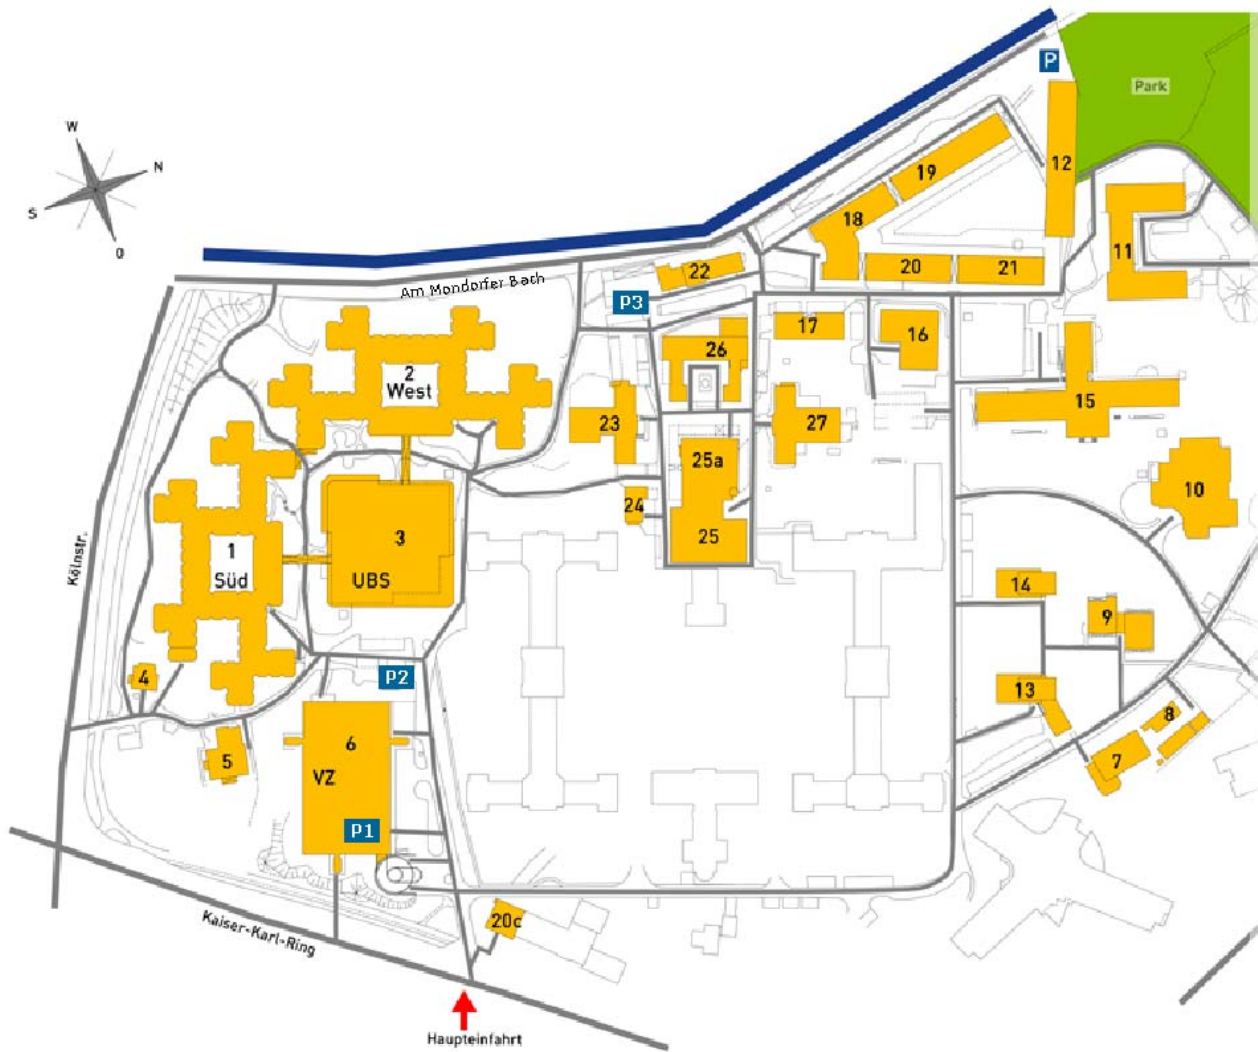 P
Park
W
N
S
O
12
19
18
11
20
21
22
Am Mondorfer Bach
P3
17
16
26
2
West
15
23
27
25a
10
24
1
Süd
3
UBS
25
Kölnstr.
14
9
4
P2
13
8
6
5
VZ
7
P1
20c
Kaiser-Karl-Ring
Haupteinfahrt